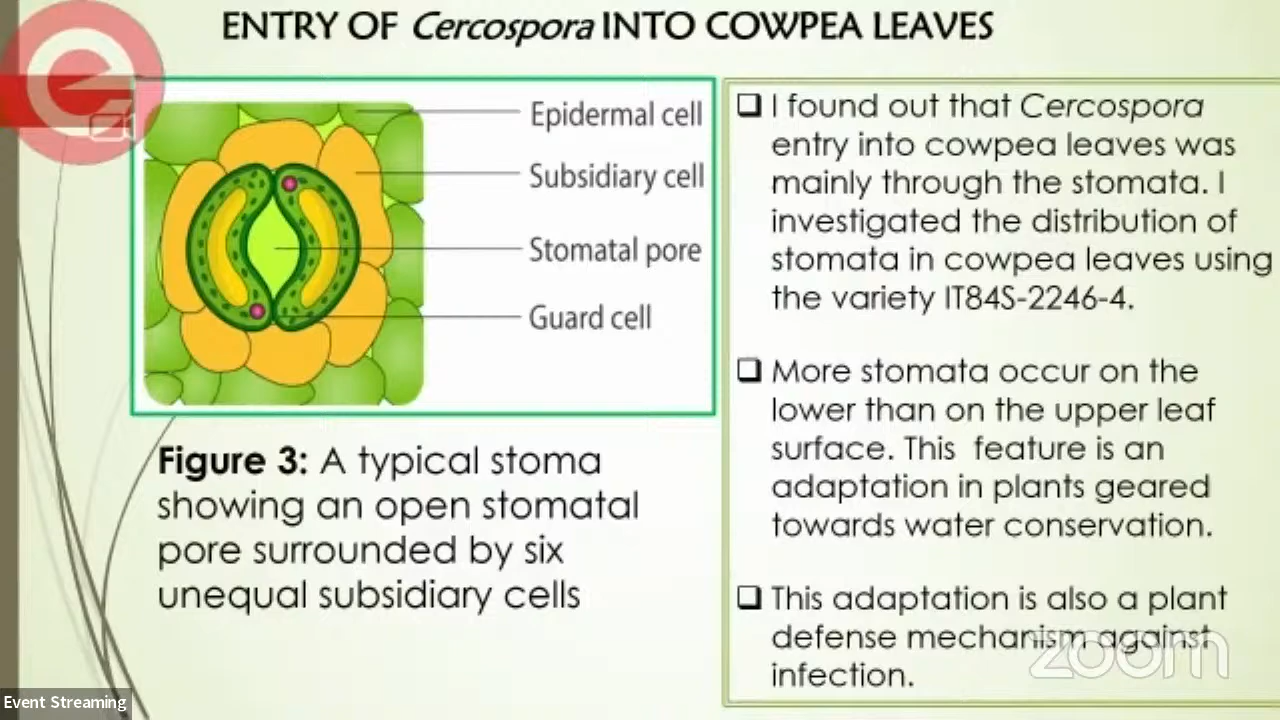 ENTRY OF Cercospora INTO COWPEA LEAVES
Epidermal cell
Subsidiary cell
Stomatal pore
Guard cell
Figure 3: A typical stoma
showing an open stomatal
pore surrounded by six
unequal subsidiary cells
❑ I found out that Cercospora
entry into cowpea leaves was
mainly through the stomata. I
investigated the distribution of
stomata in cowpea leaves using
the variety IT84S-2246-4.
❑ More stomata occur on the
lower than on the upper leaf
surface. This feature is an
adaptation in plants geared
towards water conservation.
❑ This adaptation is also a plant
defense mechanism against
infection.
zoom
Event Streaming